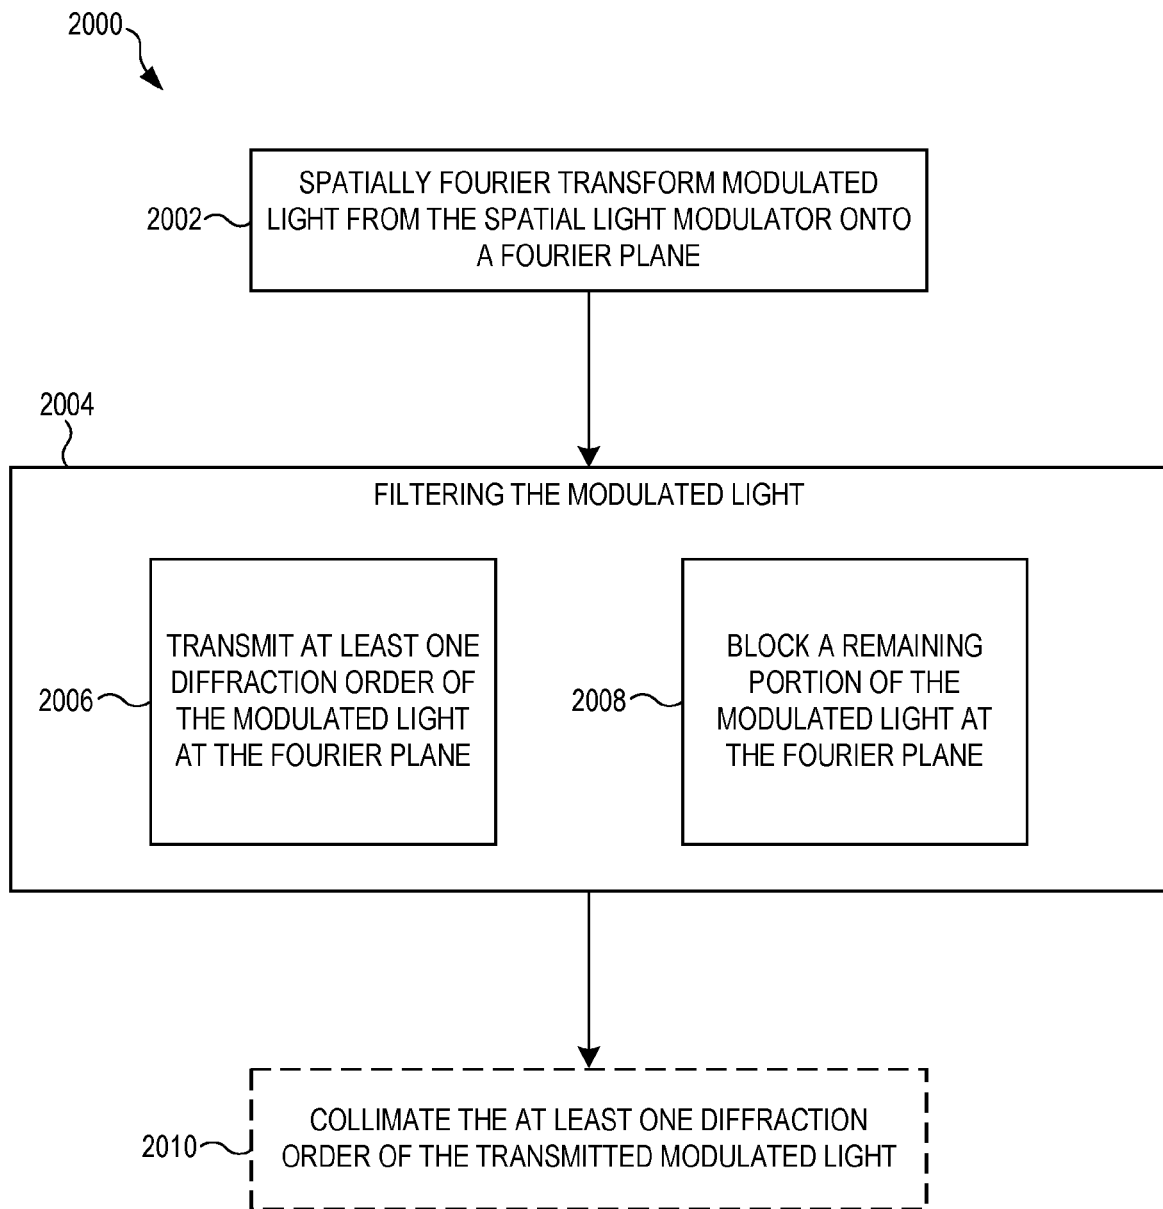 2000
SPATIALLY FOURIER TRANSFORM MODULATED
2002
LIGHT FROM THE SPATIAL LIGHT MODULATOR ONTO
A FOURIER PLANE
2004
FILTERING THE MODULATED LIGHT
TRANSMIT AT LEAST ONE
DIFFRACTION ORDER OF
2006
THE MODULATED LIGHT
AT THE FOURIER PLANE
BLOCK A REMAINING
PORTION OF THE
2008
MODULATED LIGHT AT
THE FOURIER PLANE
COLLIMATE THE AT LEAST ONE DIFFRACTION
2010
ORDER OF THE TRANSMITTED MODULATED LIGHT